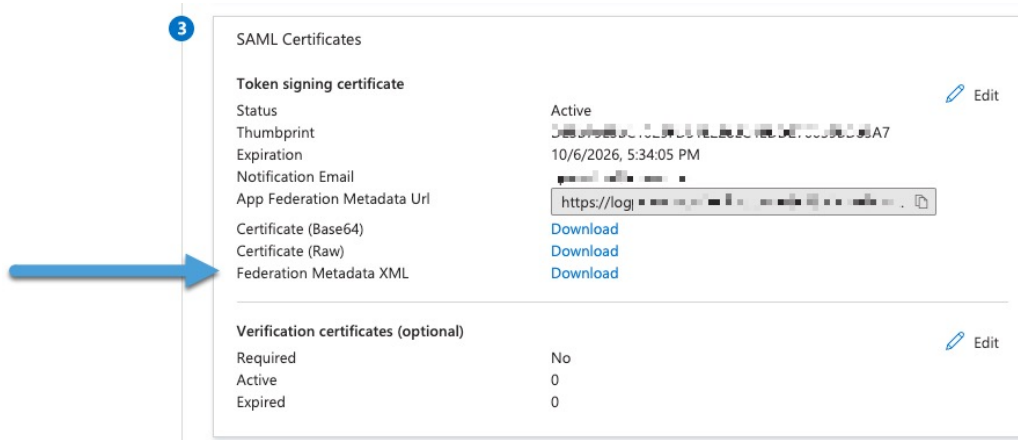 3
SAML Certificates
Token signing certificate
Edit
Status Active
Thumbprint
Expiration 10/6/2026, 5:34:05 PM
Notification Email
App Federation Metadata Url https://log
Certificate (Base64) Download
Certificate (Raw) Download
Federation Metadata XML Download
Verification certificates (optional)
Edit
Required No
Active 0
Expired 0